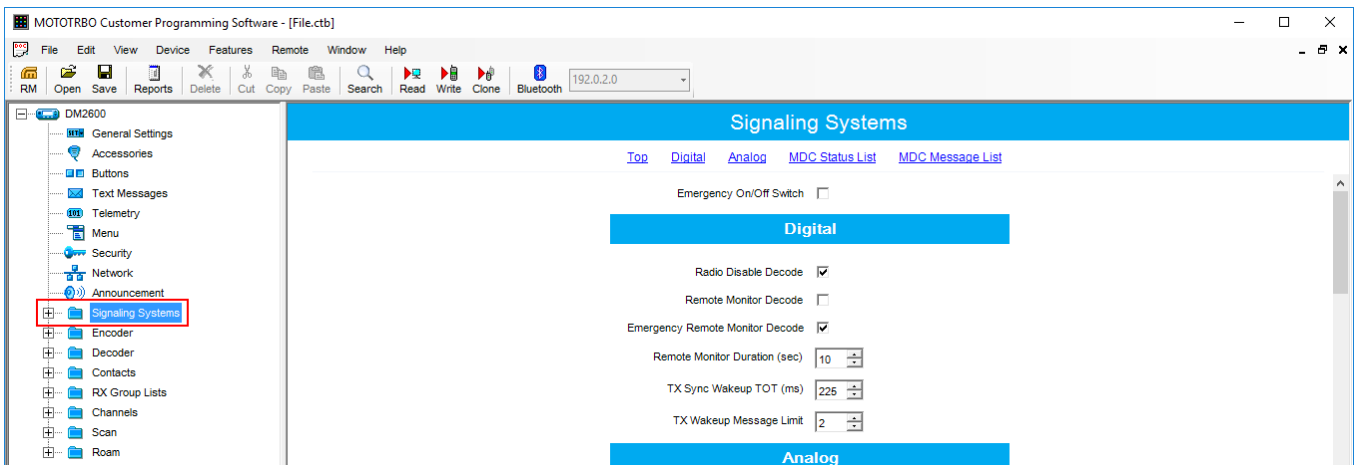 MOTOTRBO Customer Programming Software - [File.ctb]
File Edit View Device Features Remote Window Help
RM Open Save Reports Delete Cut Copy Paste Search Read Write Clone Bluetooth 192.0.2.0
DM2600
General Settings
Accessories
Buttons
Text Messages
Telemetry
Menu
Security
Network
Announcement
Signaling Systems
Encoder
Decoder
Contacts
RX Group Lists
Channels
Scan
Roam
Signaling Systems
Top Digital Analog MDC Status List MDC Message List
Emergency On/Off Switch
Digital
Radio Disable Decode
Remote Monitor Decode
Emergency Remote Monitor Decode
Remote Monitor Duration (sec) 10
TX Sync Wakeup TOT (ms) 225
TX Wakeup Message Limit 2
Analog